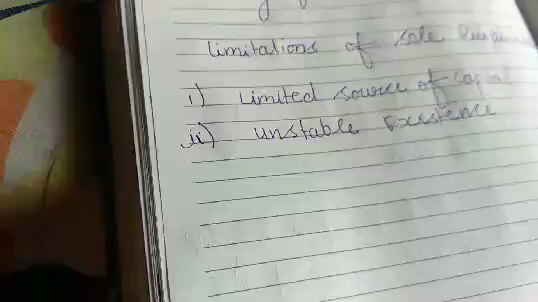 limitations of sole
i) limited source of
ii) unstable existence